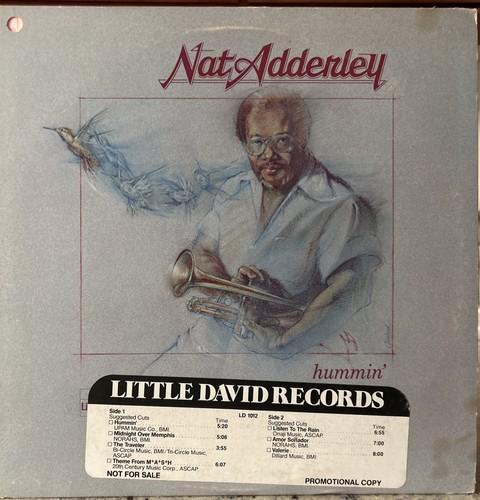 Nat Adderley
hummin'
LITTLE DAVID RECORDS
LD 1012
Side 1
Suggested Cuts Time
Hummin' 5:20
UPAM Music Co., BMI
Midnight Over Memphis 5:06
NORAHS, BMI
The Traveler 3:55
Bi-Circle Music, BMI/Tri-Circle Music,
ASCAP
Theme From M*A*S*H 6:07
20th Century Music Corp., ASCAP
NOT FOR SALE
Side 2
Suggested Cuts Time
Listen To The Rain 6:55
Onaji Music, ASCAP
Amor Soñador 7:00
NORAHS, BMI
Valerie 8:00
Dillard Music, BMI
PROMOTIONAL COPY